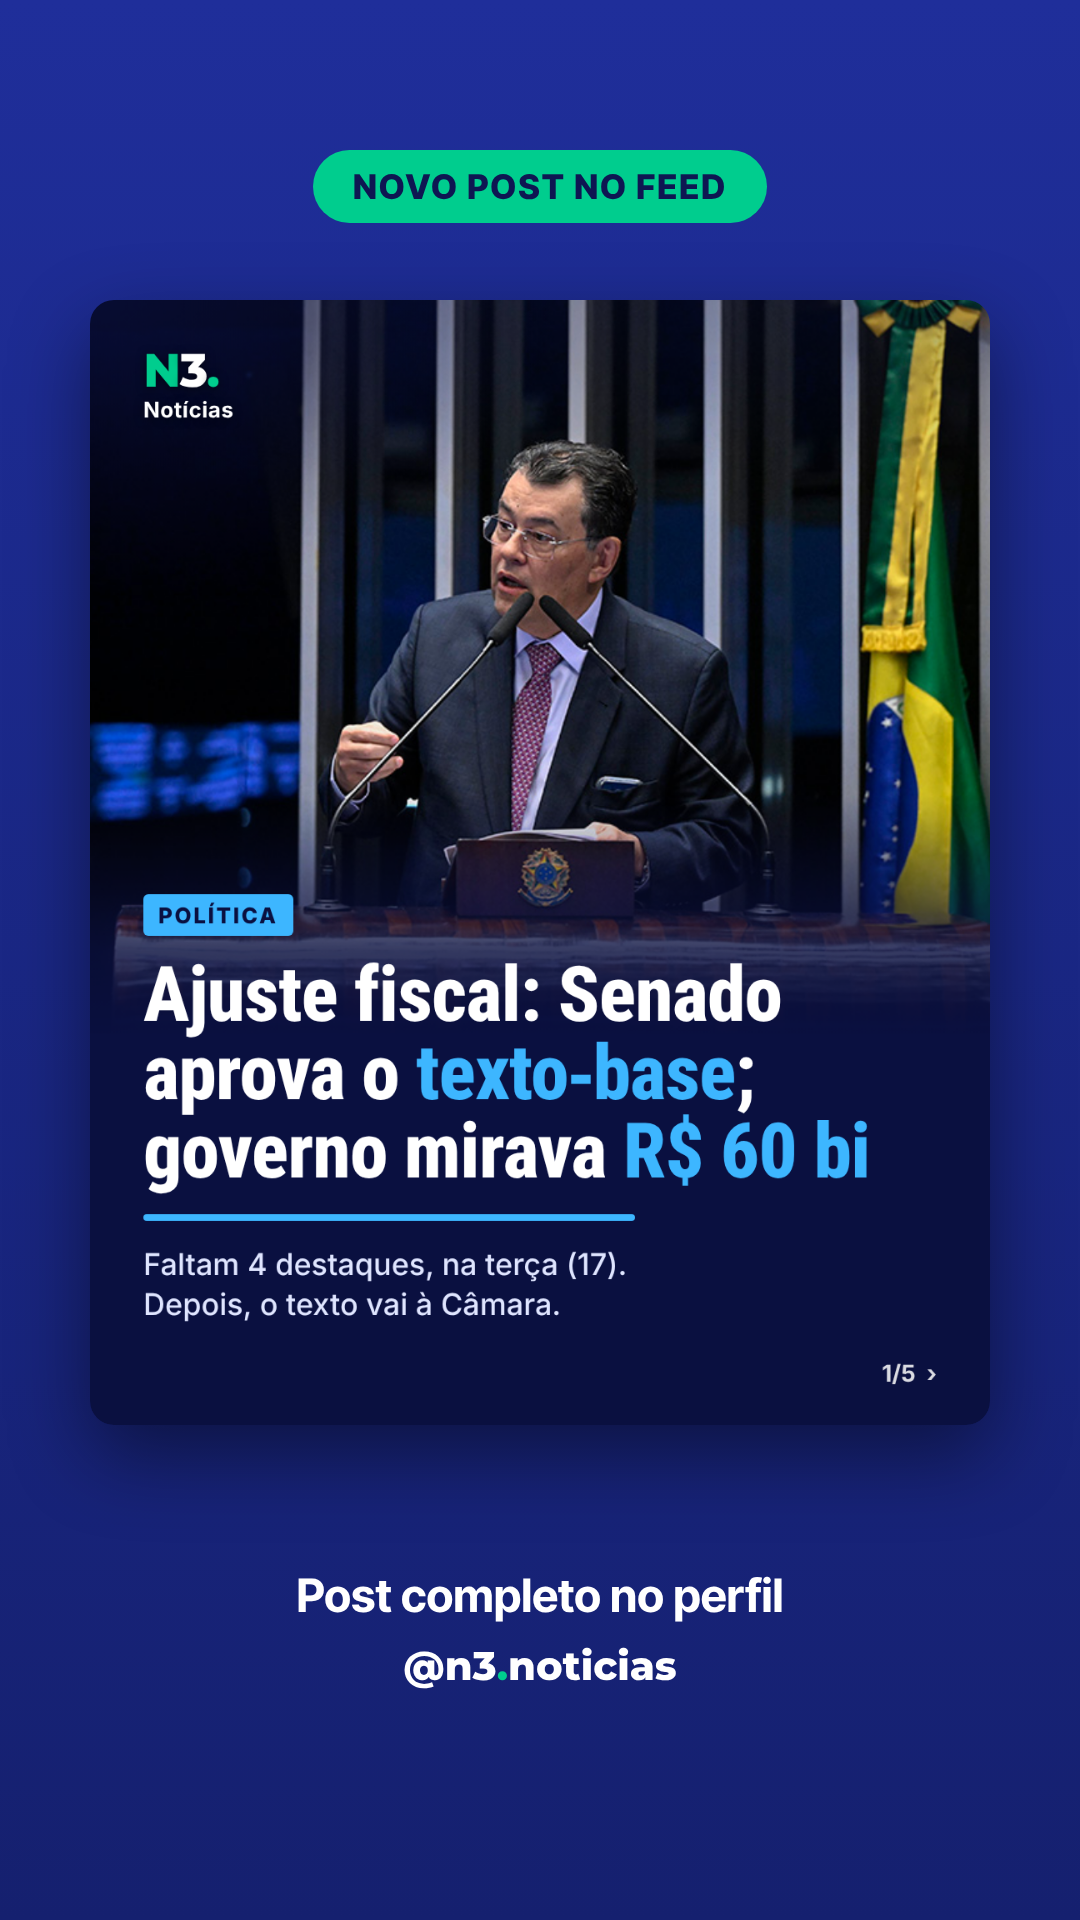 NOVO POST NO FEED
N3.
Notícias
POLÍTICA
Ajuste fiscal: Senado
aprova o texto-base;
governo mirava R$ 60 bi
Faltam 4 destaques, na terça (17).
Depois, o texto vai à Câmara.
1/5 ›
Post completo no perfil
@n3.noticias